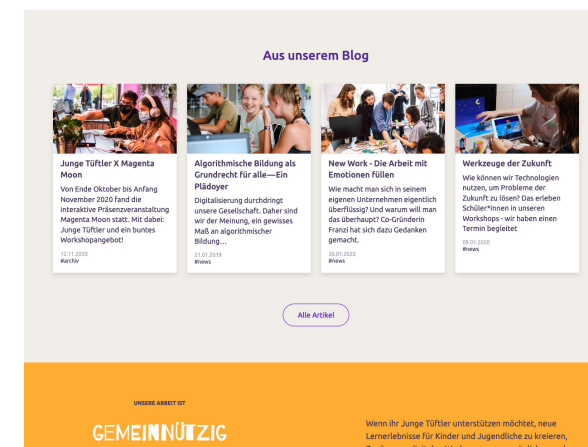 Aus unserem Blog
Junge Tüftler X Magenta
Moon
Von Ende Oktober bis Anfang
November 2020 fand die
interaktive Präsenzveranstaltung
Magenta Moon statt. Mit dabei:
Junge Tüftler und ein buntes
Workshopangebot!
12.11.2020
#archiv
Algorithmische Bildung als
Grundrecht für alle—Ein
Plädoyer
Digitalisierung durchdringt
unsere Gesellschaft. Daher sind
wir der Meinung, ein gewisses
Maß an algorithmischer
Bildung…
21.01.2019
#news
New Work - Die Arbeit mit
Emotionen füllen
Wie macht man sich in seinem
eigenen Unternehmen eigentlich
überflüssig? Und warum will man
das überhaupt? Co-Gründerin
Franzi hat sich dazu Gedanken
gemacht.
30.01.2020
#news
Werkzeuge der Zukunft
Wie können wir Technologien
nutzen, um Probleme der
Zukunft zu lösen? Das erleben
Schüler*innen in unseren
Workshops - wir haben einen
Termin begleitet
09.01.2020
#news
Alle Artikel
UNSERE ARBEIT IST
GEMEINNÜTZIG
Wenn ihr Junge Tüftler unterstützen möchtet, neue
Lernerlebnisse für Kinder und Jugendliche zu kreieren,